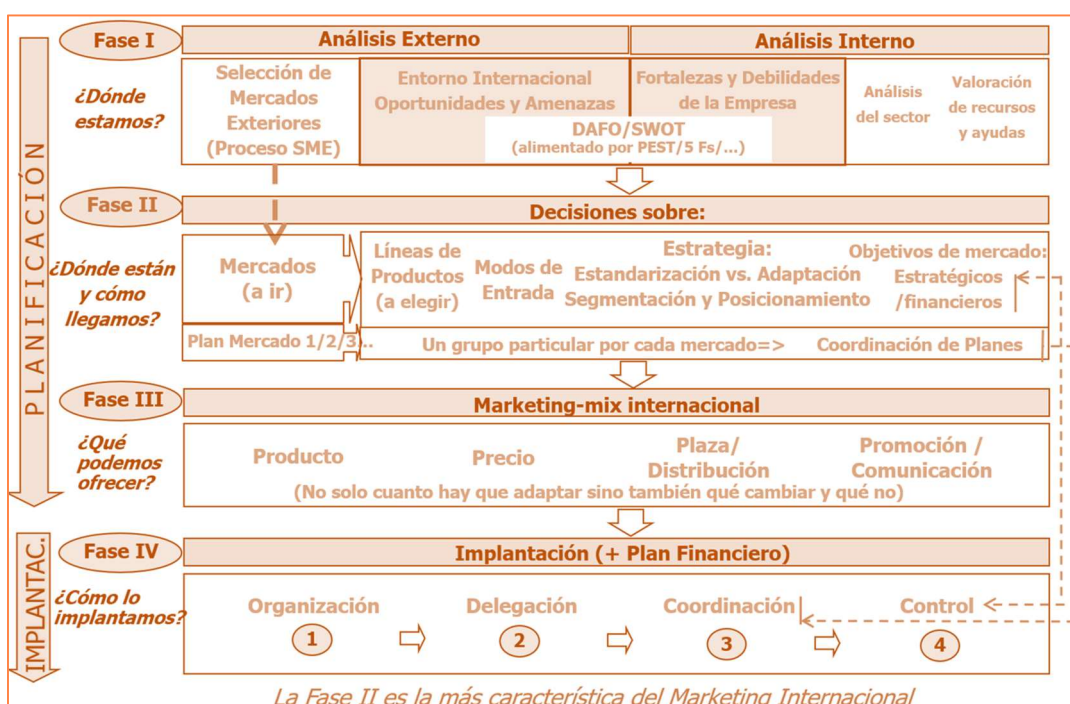 PLANIFICACIÓN
IMPLANTAC.
Fase I
Análisis Externo
Análisis Interno
¿Dónde
estamos?
Selección de
Mercados
Exteriores
(Proceso SME)
Entorno Internacional
Oportunidades y Amenazas
Fortalezas y Debilidades
de la Empresa
DAFO/SWOT
(alimentado por PEST/5 Fs/...)
Análisis
del sector
Valoración
de recursos
y ayudas
Fase II
Decisiones sobre:
¿Dónde están
y cómo
llegamos?
Mercados
(a ir)
Líneas de
Productos
(a elegir)
Modos de
Entrada
Estrategia:
Estandarización vs. Adaptación
Segmentación y Posicionamiento
Objetivos de mercado:
Estratégicos
/financieros
Plan Mercado 1/2/3...
Un grupo particular por cada mercado=>
Coordinación de Planes
Fase III
Marketing-mix internacional
¿Qué
podemos
ofrecer?
Producto
Precio
Plaza/
Distribución
Promoción /
Comunicación
(No solo cuanto hay que adaptar sino también qué cambiar y qué no)
Fase IV
Implantación (+ Plan Financiero)
¿Cómo lo
implantamos?
Organización
Delegación
Coordinación
Control
1
2
3
4
La Fase II es la más característica del Marketing Internacional